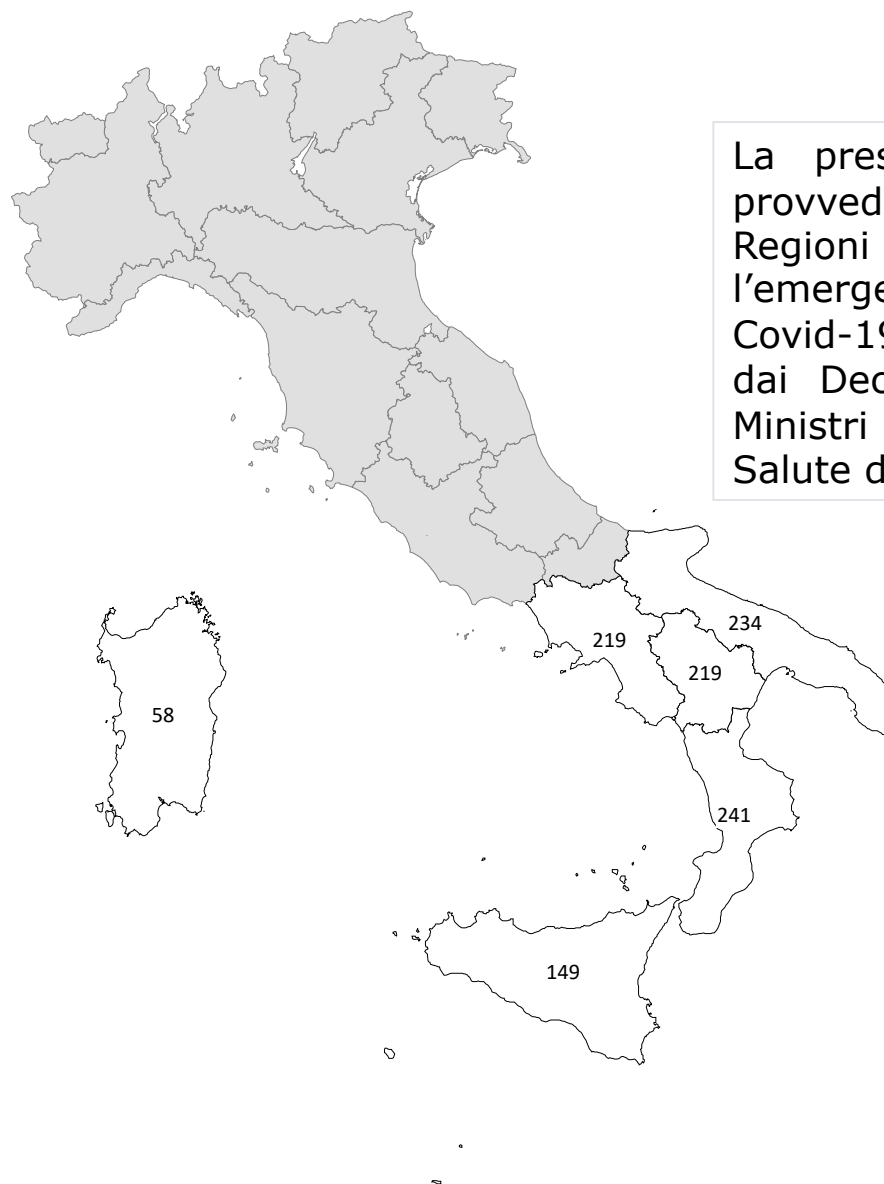 La pres
provved
Regioni
l'emerge
Covid-19
dai Dec
Ministri
Salute d
234
219
219
58
241
149